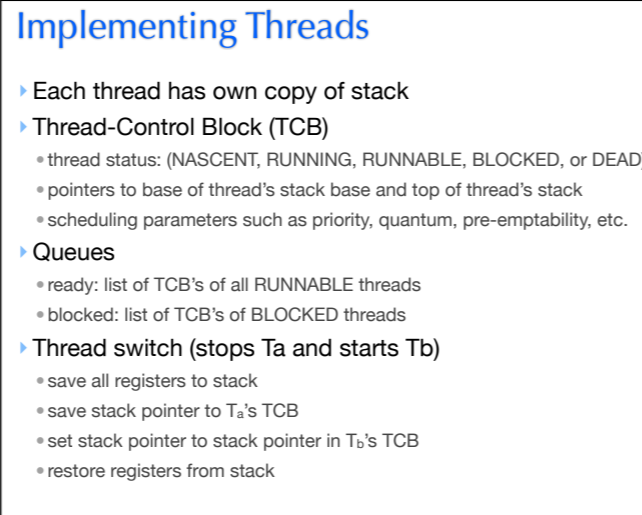 Implementing Threads
Each thread has own copy of stack
Thread-Control Block (TCB)
thread status: (NASCENT, RUNNING, RUNNABLE, BLOCKED, or DEAD)
pointers to base of thread's stack base and top of thread's stack
scheduling parameters such as priority, quantum, pre-emptability, etc.
Queues
ready: list of TCB's of all RUNNABLE threads
blocked: list of TCB's of BLOCKED threads
Thread switch (stops Ta and starts Tb)
save all registers to stack
save stack pointer to Ta's TCB
set stack pointer to stack pointer in Tb's TCB
restore registers from stack